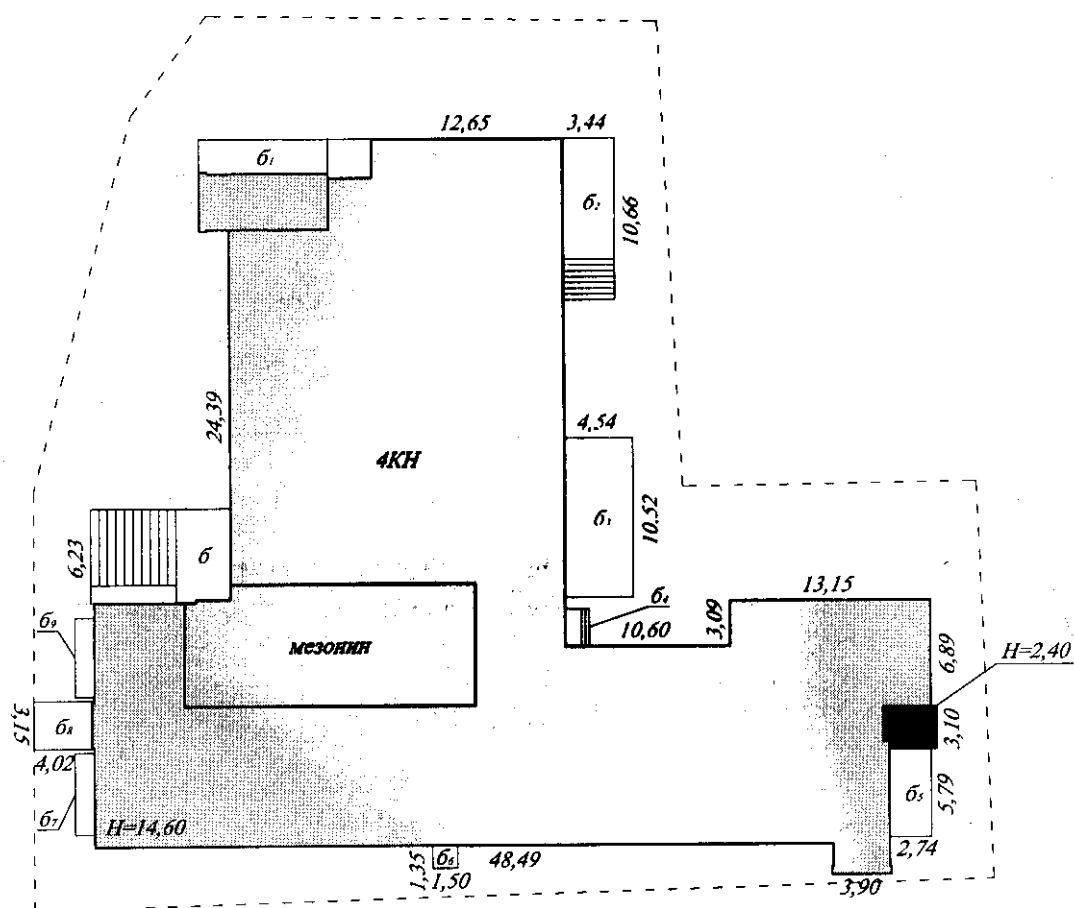 12,65
3,44
б₁
б₂
10,66
24,39
4КН
4,54
б₃
10.52
6,23
б
13,15
б₄
б₉
10,60
3,09
мезонин
6,89
H=2,40
3,15
б₈
3,10
4,02
б₅
5,79
б₇
H=14,60
2,74
1,35
б₆
48,49
1,50
3,90